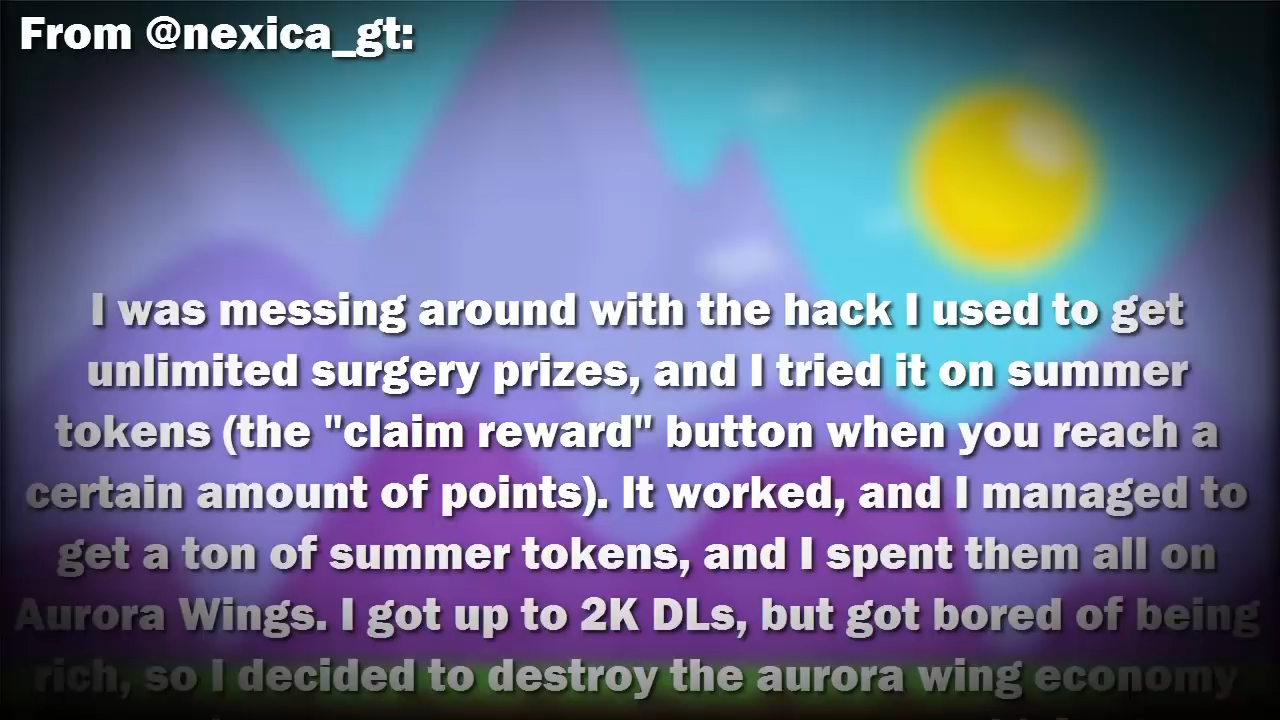 From @nexica_gt:
I was messing around with the hack I used to get
unlimited surgery prizes, and I tried it on summer
tokens (the "claim reward" button when you reach a
certain amount of points). It worked, and I managed to
get a ton of summer tokens, and I spent them all on
Aurora Wings. I got up to 2K DLs, but got bored of being
rich, so I decided to destroy the aurora wing economy